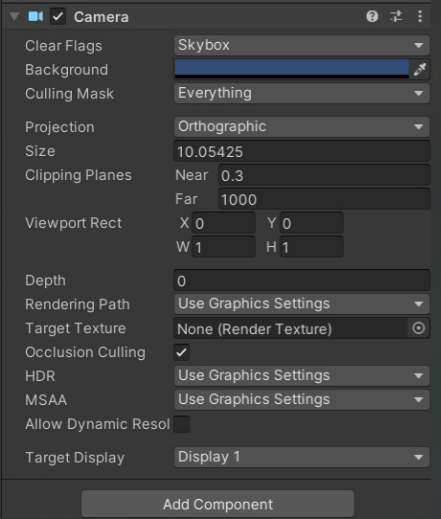 Camera
Clear Flags Skybox
Background
Culling Mask Everything
Projection Orthographic
Size 10.05425
Clipping Planes Near 0.3
Far 1000
Viewport Rect X 0 Y 0
W 1 H 1
Depth 0
Rendering Path Use Graphics Settings
Target Texture None (Render Texture)
Occlusion Culling
HDR Use Graphics Settings
MSAA Use Graphics Settings
Allow Dynamic Resol
Target Display Display 1
Add Component